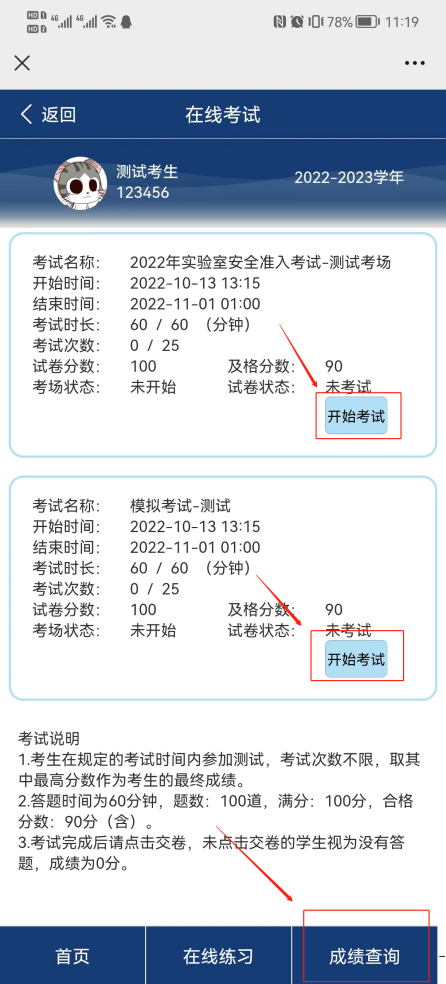 HD 1 4G 4G 78% 11:19
HD 2
返回 在线考试
测试考生
123456
2022-2023学年
考试名称： 2022年实验室安全准入考试-测试考场
开始时间： 2022-10-13 13:15
结束时间： 2022-11-01 01:00
考试时长： 60 / 60 （分钟）
考试次数： 0 / 25
试卷分数： 100 及格分数： 90
考场状态： 未开始 试卷状态： 未考试
开始考试
考试名称： 模拟考试-测试
开始时间： 2022-10-13 13:15
结束时间： 2022-11-01 01:00
考试时长： 60 / 60 （分钟）
考试次数： 0 / 25
试卷分数： 100 及格分数： 90
考场状态： 未开始 试卷状态： 未考试
开始考试
考试说明
1.考生在规定的考试时间内参加测试，考试次数不限，取其
中最高分数作为考生的最终成绩。
2.答题时间为60分钟，题数：100道，满分：100分，合格
分数：90分（含）。
3.考试完成后请点击交卷，未点击交卷的学生视为没有答
题，成绩为0分。
首页 在线练习 成绩查询